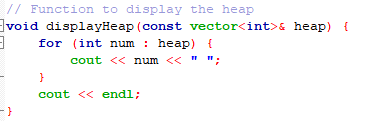 // Function to display the heap
void displayHeap(const vector<int>& heap) {
    for (int num : heap) {
        cout << num << " ";
    }
    cout << endl;
}